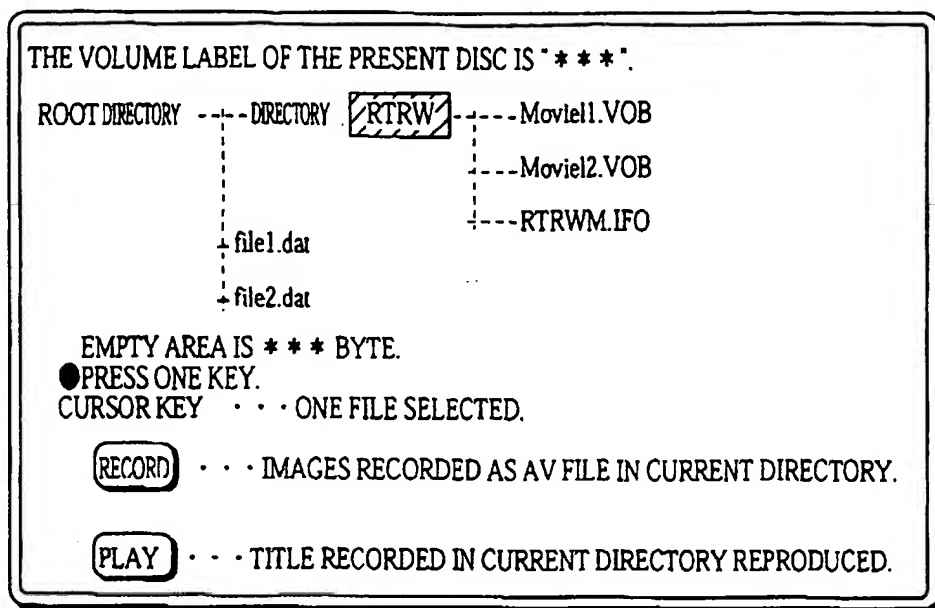 THE VOLUME LABEL OF THE PRESENT DISC IS "* * *".
ROOT DIRECTORY DIRECTORY RTRW Moviel1.VOB
Moviel2.VOB
RTRWM.IFO
file1.dat
file2.dat
EMPTY AREA IS * * * BYTE.
●PRESS ONE KEY.
CURSOR KEY · · · ONE FILE SELECTED.
RECORD · · · IMAGES RECORDED AS AV FILE IN CURRENT DIRECTORY.
PLAY · · · TITLE RECORDED IN CURRENT DIRECTORY REPRODUCED.